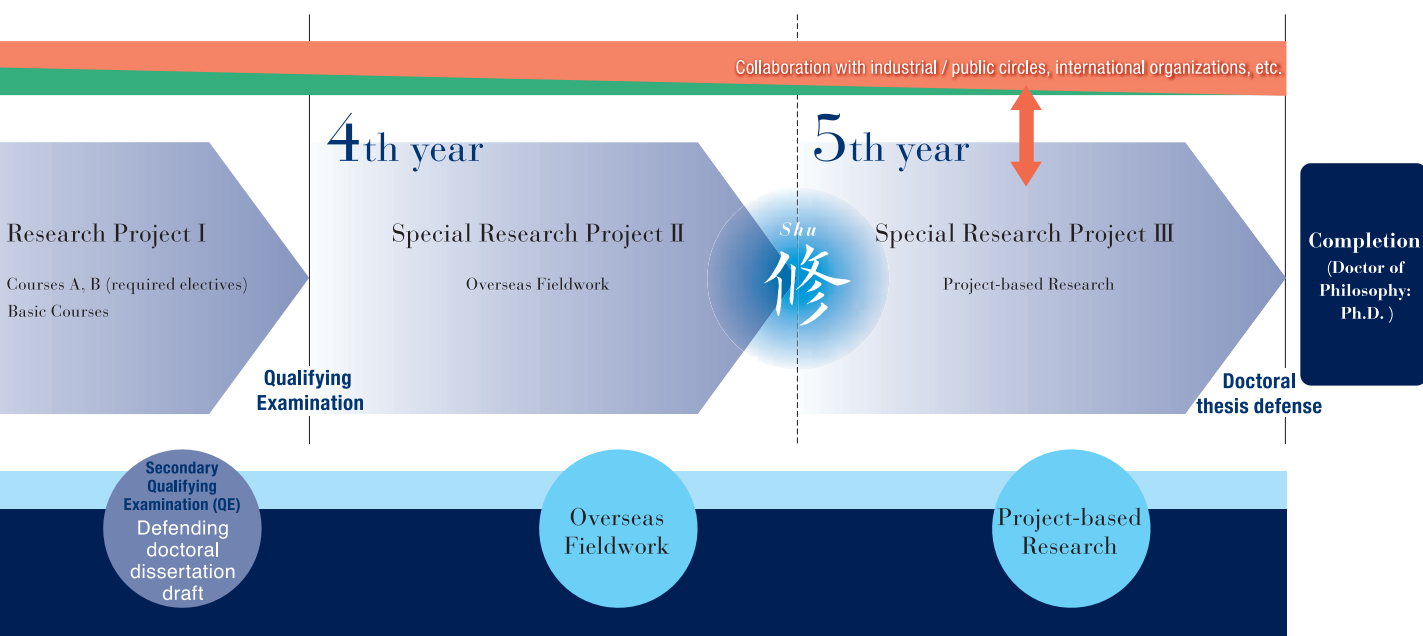 Collaboration with industrial / public circles, international organizations, etc.
4th year
5th year
Research Project I
Courses A, B (required electives)
Basic Courses
Qualifying
Examination
Special Research Project II
Overseas Fieldwork
Shu
修
Special Research Project III
Project-based Research
Doctoral
thesis defense
Completion
(Doctor of
Philosophy:
Ph.D. )
Secondary
Qualifying
Examination (QE)
Defending
doctoral
dissertation
draft
Overseas
Fieldwork
Project-based
Research